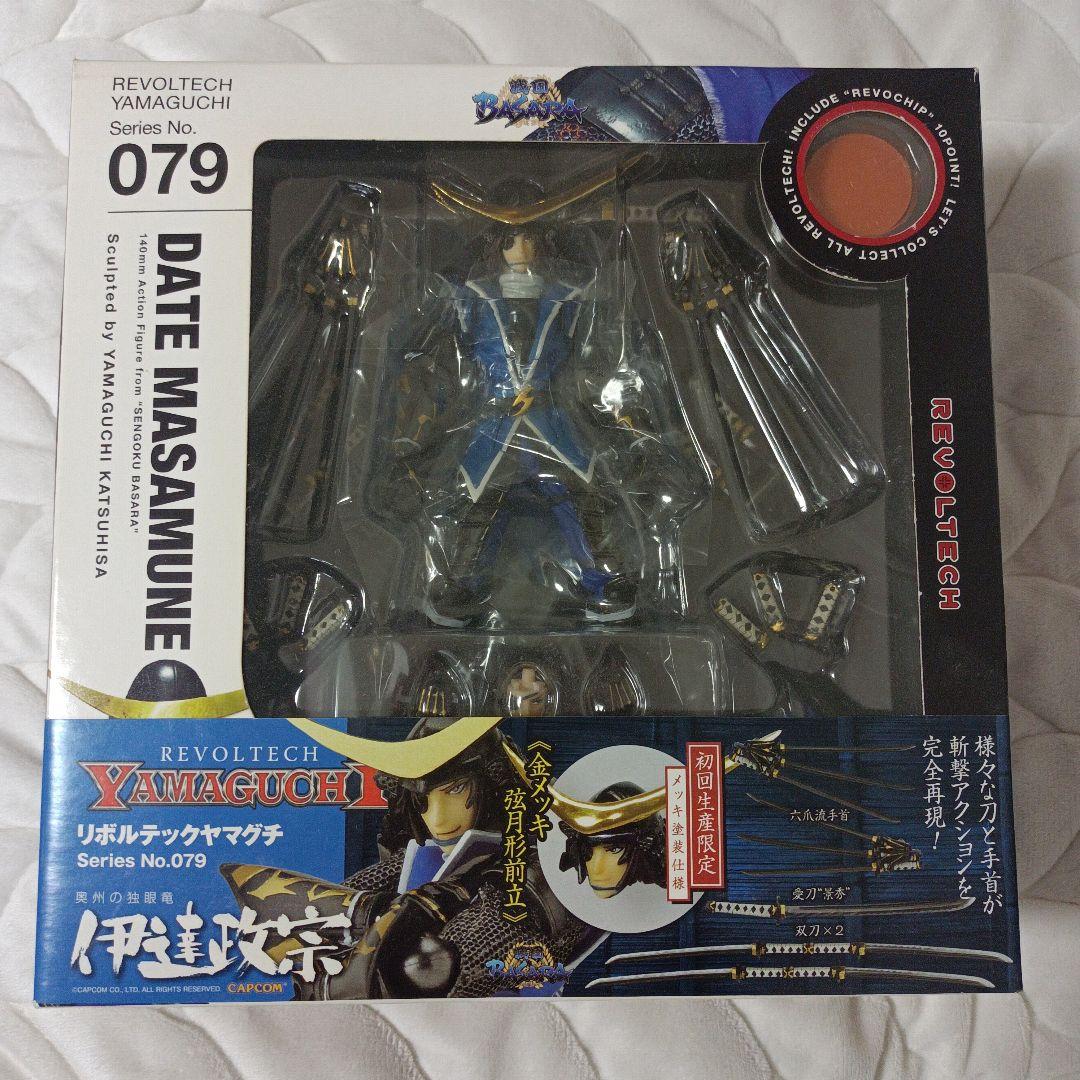 REVOLTECH
YAMAGUCHI
Series No.
079
DATE MASAMUNE
140mm Action Figure from "SENGOKU BASARA"
Sculpted by YAMAGUCHI KATSUHISA
戦国
BASARA
INCLUDE "REVOCHIP" 10POINT! LET'S COLLECT ALL REVOLTECH!
REVOLTECH
REVOLTECH
YAMAGUCHI
リボルテックヤマグチ
Series No.079
奥州の独眼竜
伊達政宗
©CAPCOM CO., LTD. ALL RIGHTS RESERVED. CAPCOM
《金メッキ
弦月形前立》
初回生産限定
メッキ塗装仕様
戦国
BASARA
様々な刀と手首が
斬撃アクションを
完全再現！
六爪流手首
愛刀"景秀"
双刀×2